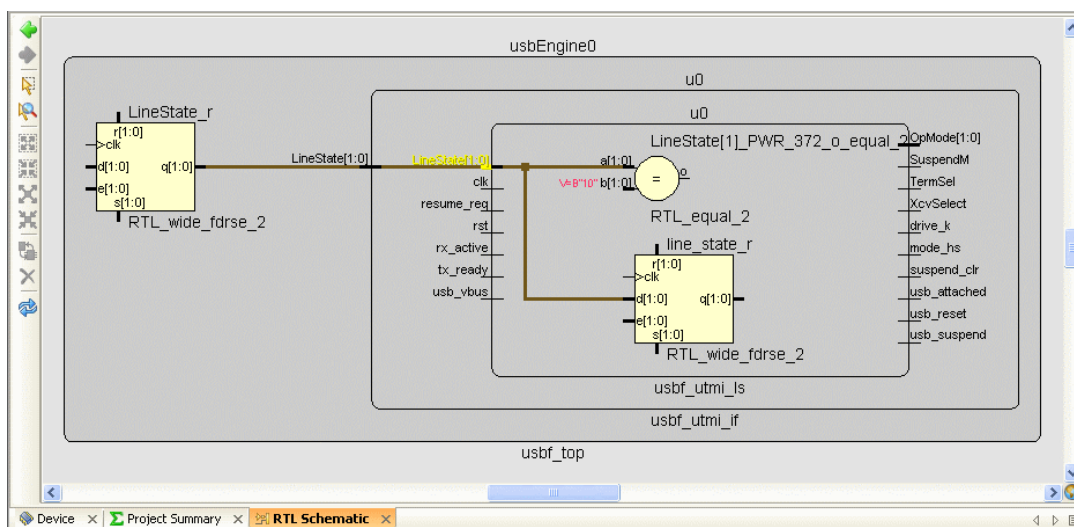 usbEngine0
u0
u0
LineState_r
r[1:0]
clk
d[1:0]
q[1:0]
e[1:0]
s[1:0]
RTL_wide_fdrse_2
LineState[1:0]
LineState[1:0]
clk
resume_req
rst
rx_active
tx_ready
usb_vbus
LineState[1]_PWR_372_o_equal_2
a[1:0]
V=B"10" b[1:0]
=
o
RTL_equal_2
line_state_r
r[1:0]
clk
d[1:0]
q[1:0]
e[1:0]
s[1:0]
RTL_wide_fdrse_2
OpMode[1:0]
SuspendM
TermSel
XcvSelect
drive_k
mode_hs
suspend_clr
usb_attached
usb_reset
usb_suspend
usbf_utmi_ls
usbf_utmi_if
usbf_top
Device
Project Summary
RTL Schematic